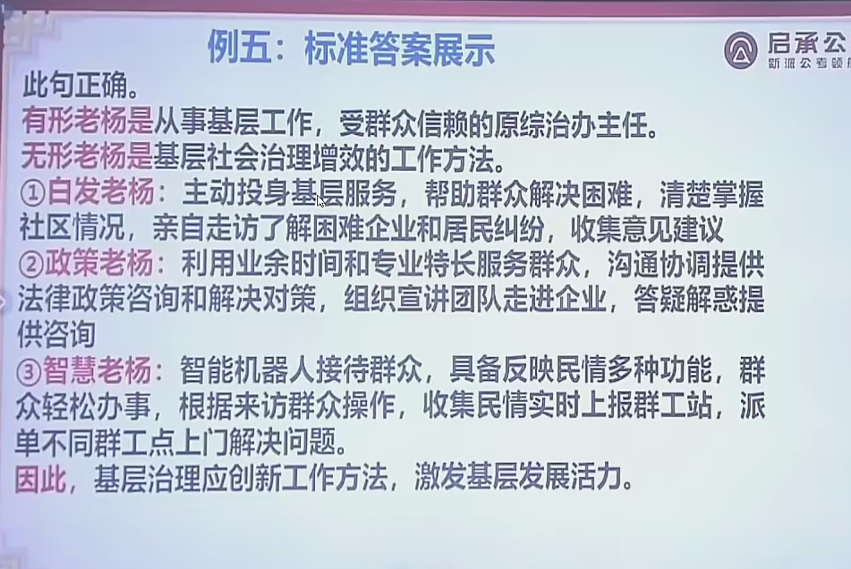 例五：标准答案展示
启承公
新派公考领
此句正确。
有形老杨是从事基层工作，受群众信赖的原综治办主任。
无形老杨是基层社会治理增效的工作方法。
①白发老杨：主动投身基层服务，帮助群众解决困难，清楚掌握
社区情况，亲自走访了解困难企业和居民纠纷，收集意见建议
②政策老杨：利用业余时间和专业特长服务群众，沟通协调提供
法律政策咨询和解决对策，组织宣讲团队走进企业，答疑解惑提
供咨询
③智慧老杨：智能机器人接待群众，具备反映民情多种功能，群
众轻松办事，根据来访群众操作，收集民情实时上报群工站，派
单不同群工点上门解决问题。
因此，基层治理应创新工作方法，激发基层发展活力。